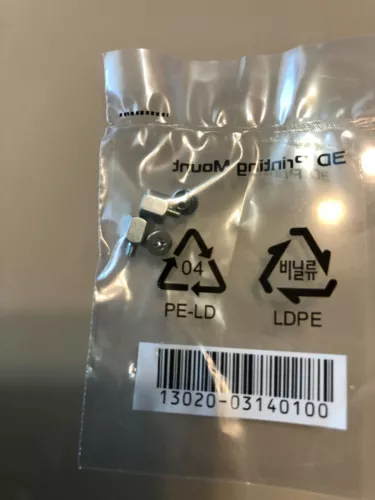 3D Printing Mount
04
PE-LD
비닐류
LDPE
13020-03140100